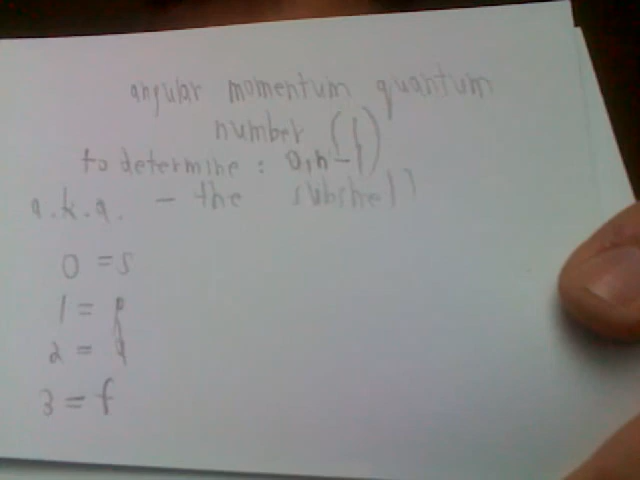 angular momentum quantum
number (l)
to determine : 0, n-1
a.k.a. - the subshell
0 = s
1 = p
2 = d
3 = f